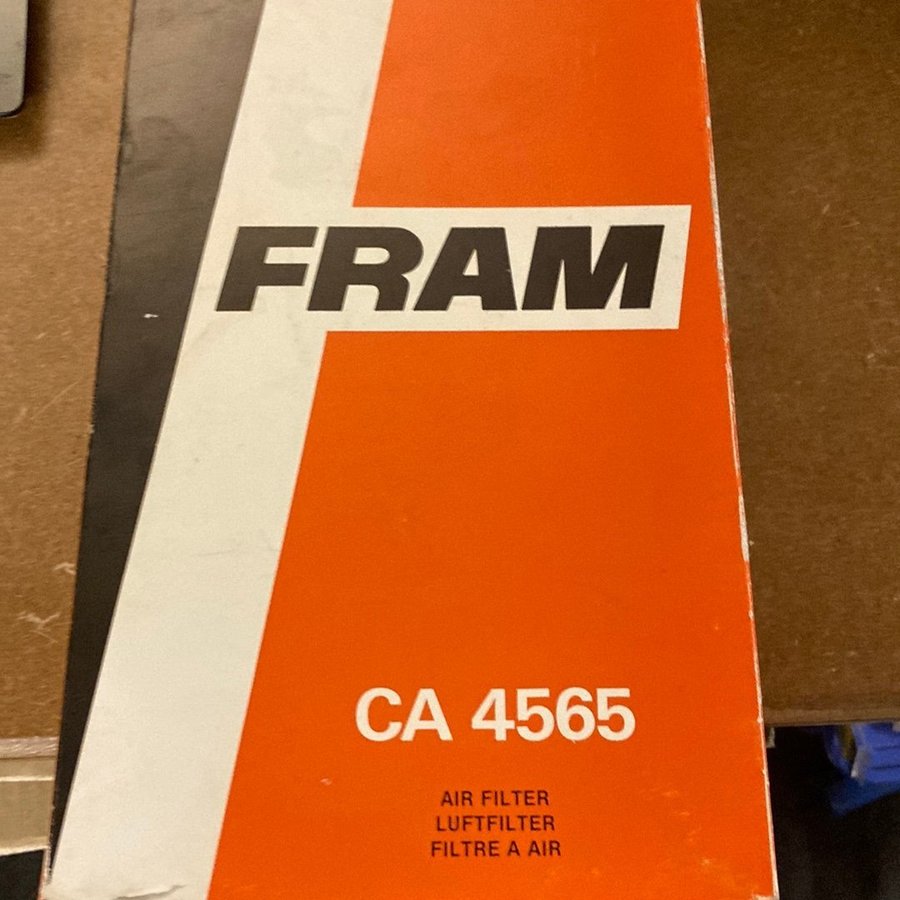 FRAM
CA 4565
AIR FILTER
LUFTFILTER
FILTRE A AIR